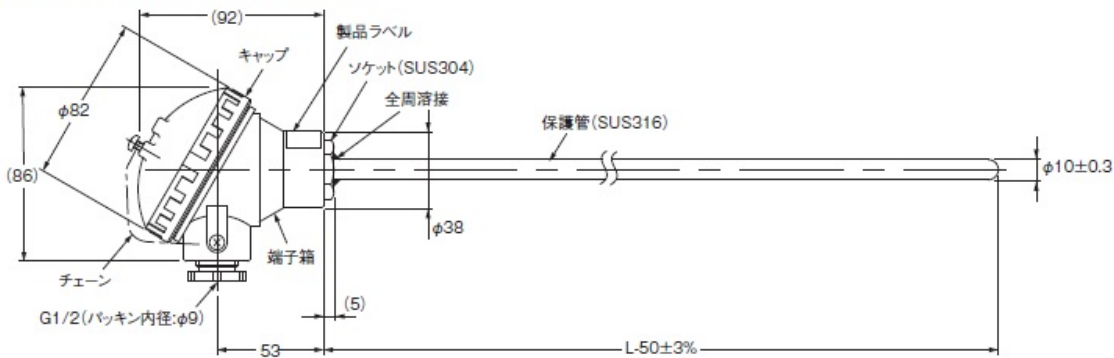 (92)
製品ラベル
キャップ
ソケット(SUS304)
全周溶接
φ82
保護管(SUS316)
(86)
φ10±0.3
φ38
端子箱
チェーン
(5)
G1/2(パッキン内径:φ9)
53
L-50±3%